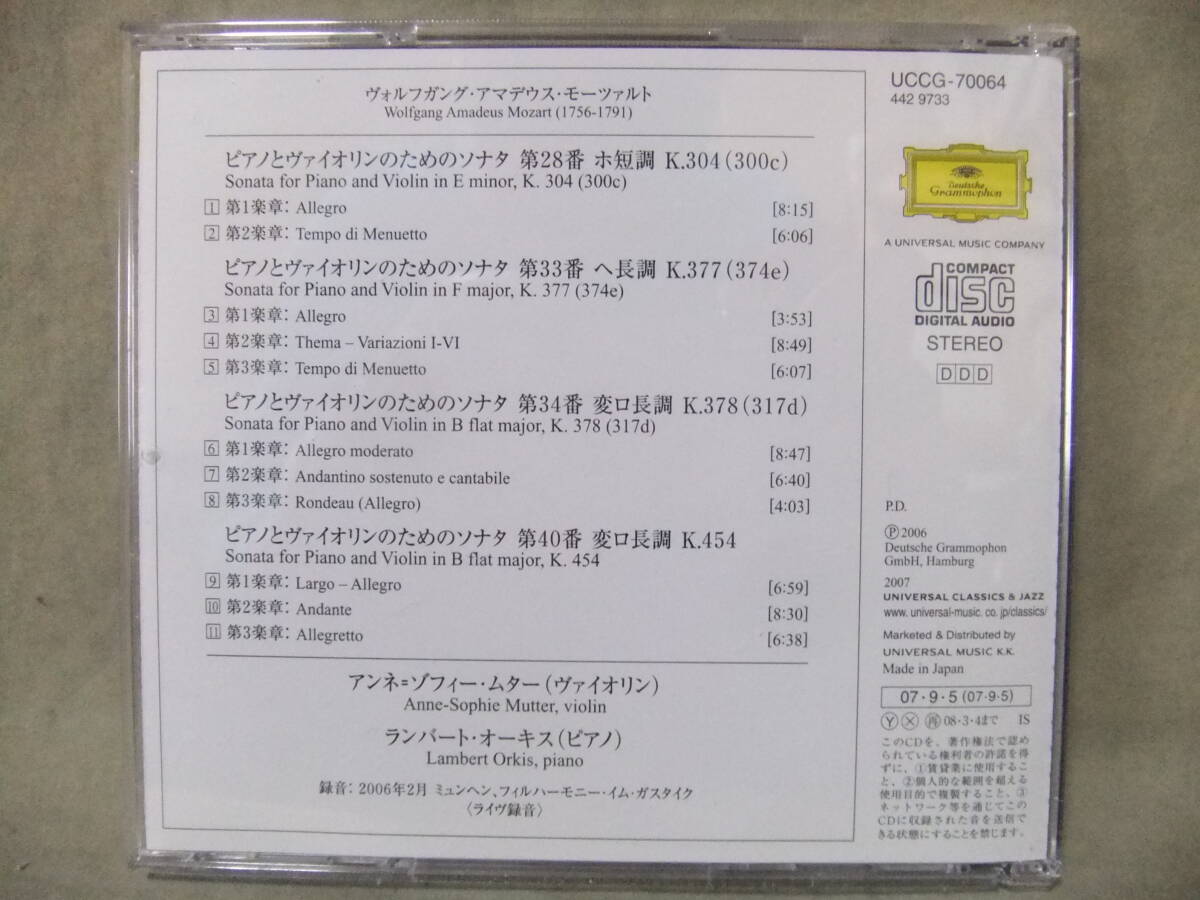 ヴォルフガング・アマデウス・モーツァルト
Wolfgang Amadeus Mozart (1756-1791)
ピアノとヴァイオリンのためのソナタ 第28番 ホ短調 K.304(300c)
Sonata for Piano and Violin in E minor, K. 304 (300c)
1 第1楽章: Allegro [8:15]
2 第2楽章: Tempo di Menuetto [6:06]
ピアノとヴァイオリンのためのソナタ 第33番 ヘ長調 K.377(374e)
Sonata for Piano and Violin in F major, K. 377 (374e)
3 第1楽章: Allegro [3:53]
4 第2楽章: Thema – Variazioni I-VI [8:49]
5 第3楽章: Tempo di Menuetto [6:07]
ピアノとヴァイオリンのためのソナタ 第34番 変ロ長調 K.378(317d)
Sonata for Piano and Violin in B flat major, K. 378 (317d)
6 第1楽章: Allegro moderato [8:47]
7 第2楽章: Andantino sostenuto e cantabile [6:40]
8 第3楽章: Rondeau (Allegro) [4:03]
ピアノとヴァイオリンのためのソナタ 第40番 変ロ長調 K.454
Sonata for Piano and Violin in B flat major, K. 454
9 第1楽章: Largo – Allegro [6:59]
10 第2楽章: Andante [8:30]
11 第3楽章: Allegretto [6:38]
アンネ=ゾフィー・ムター(ヴァイオリン)
Anne-Sophie Mutter, violin
ランバート・オーキス(ピアノ)
Lambert Orkis, piano
録音: 2006年2月 ミュンヘン、フィルハーモニー・イム・ガスタイク
〈ライヴ録音〉
UCCG-70064
442 9733
Deutsche
Grammophon
A UNIVERSAL MUSIC COMPANY
COMPACT
disc
DIGITAL AUDIO
STEREO
DDD
P.D.
Ⓟ2006
Deutsche Grammophon
GmbH, Hamburg
2007
UNIVERSAL CLASSICS & JAZZ
www. universal-music. co. jp/classics/
Marketed & Distributed by
UNIVERSAL MUSIC K.K.
Made in Japan
07・9・5 (07・9・5)
Ⓨ Ⓧ 再 08・3・4まで IS
このCDを、著作権法で認め
られている権利者の許諾を得
ずに、①賃貸業に使用するこ
と、②個人的な範囲を超える
使用目的で複製すること、③
ネットワーク等を通じてこの
CDに収録された音を送信で
きる状態にすることを禁じます。